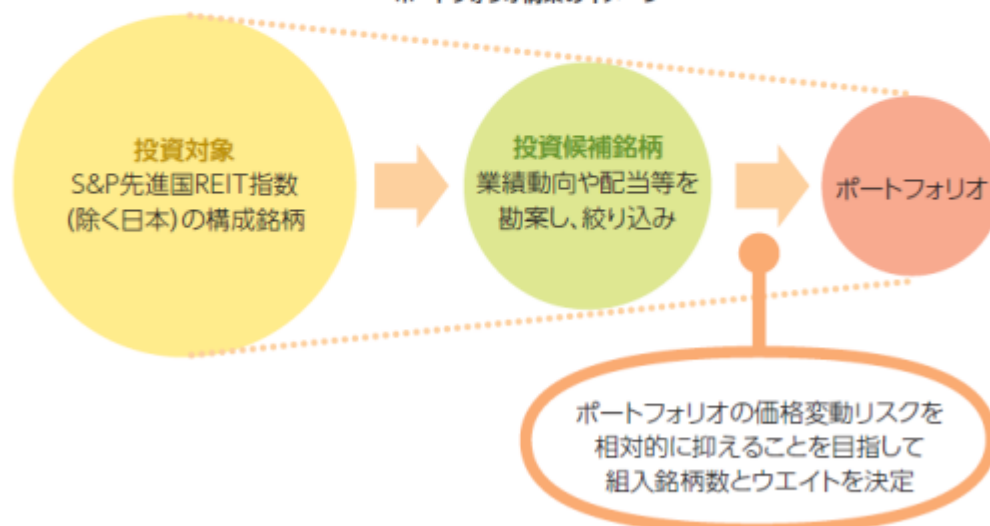 投資対象
S&P先進国REIT指数
(除く日本)の構成銘柄
投資候補銘柄
業績動向や配当等を
勘案し、絞り込み
ポートフォリオ
ポートフォリオの価格変動リスクを
相対的に抑えることを目指して
組入銘柄数とウエイトを決定